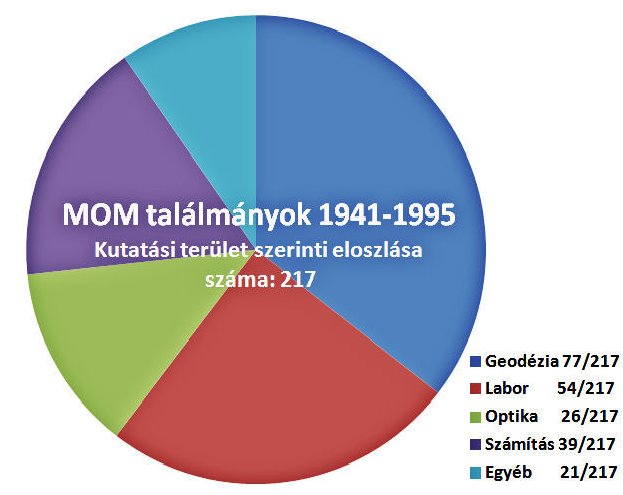 MOM találmányok 1941-1995
Kutatási terület szerinti eloszlása
száma: 217
Geodézia 77/217
Labor 54/217
Optika 26/217
Számítás 39/217
Egyéb 21/217